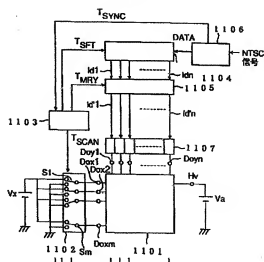 TSYNC
1106
TSFT
DATA
NTSC
信号
TMRY
Id1
Idn
1104
1105
1103
Id'1
Id'n
TSCAN
1107
Doy1
Doyn
Dox1
Dox2
S1
Hv
Vx
Va
Sm
Doxm
1102
1101